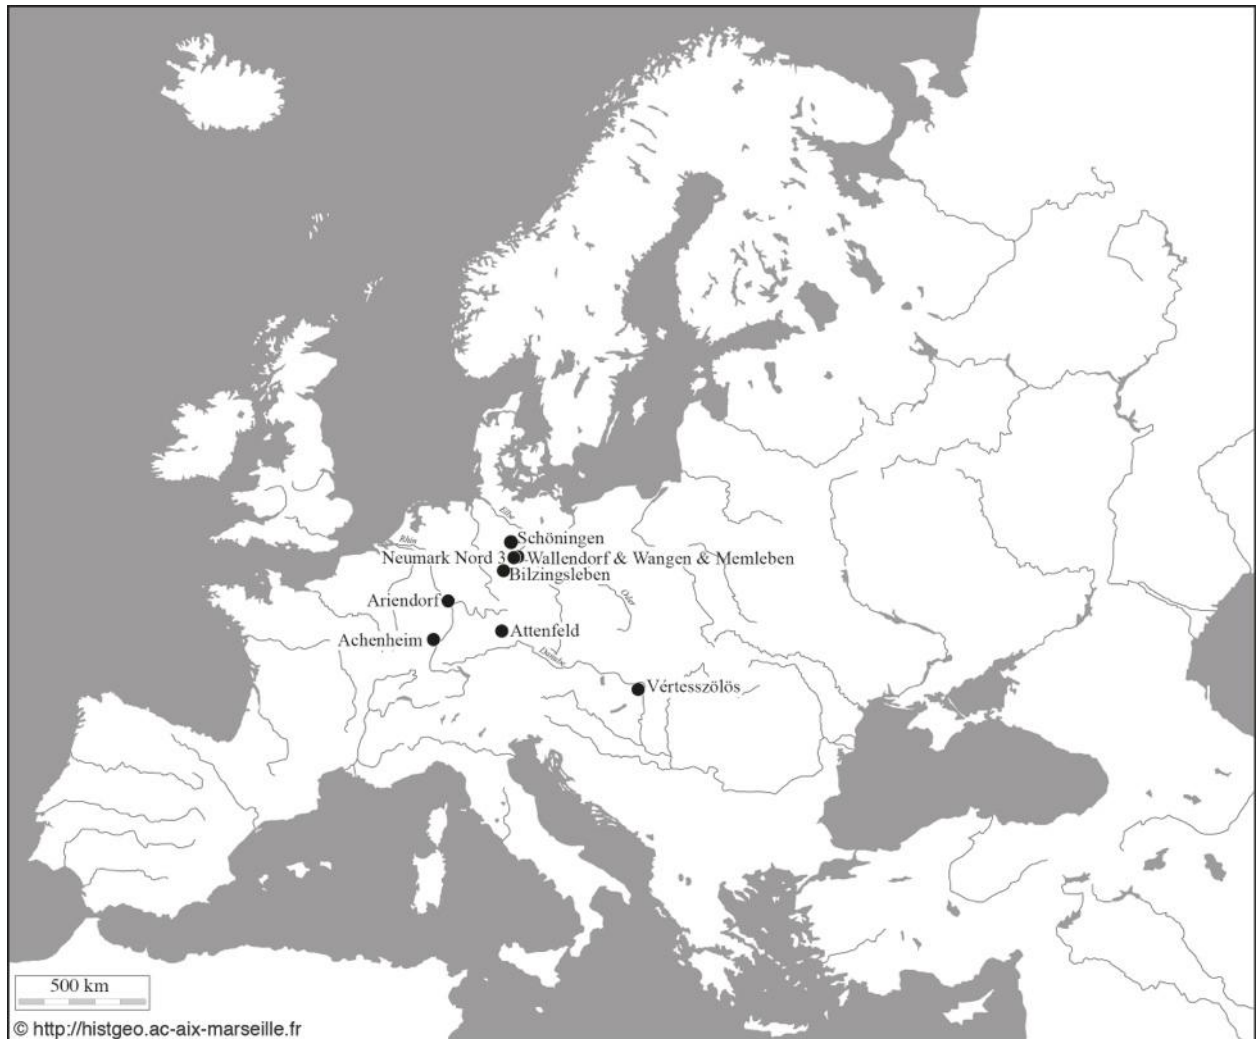 Elbe
Schöningen
Rhin
Neumark Nord 3
Wallendorf & Wangen & Memleben
Bilzingsleben
Oder
Ariendorf
Attenfeld
Achenheim
Danube
Vértesszölös
500 km
© http://histgeo.ac-aix-marseille.fr